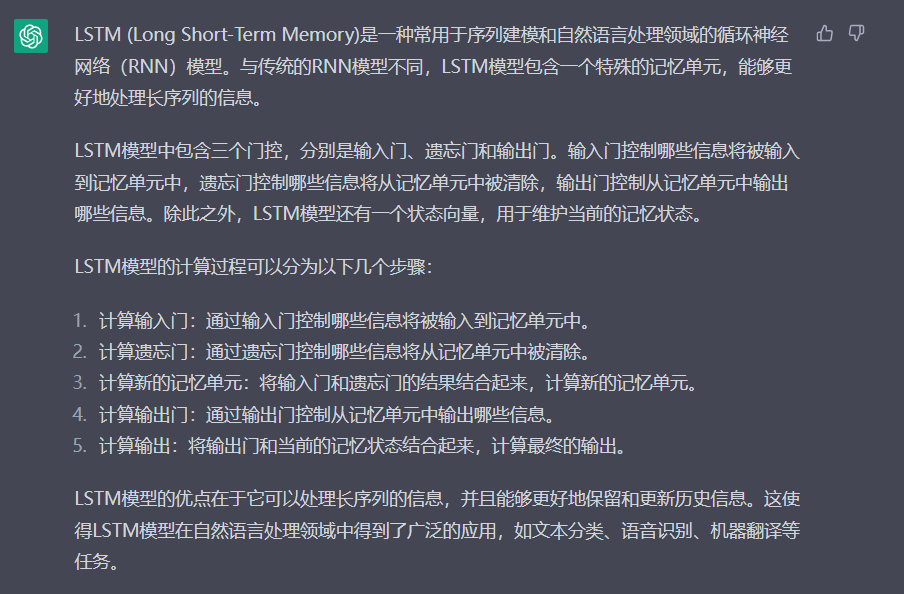 LSTM (Long Short-Term Memory)是一种常用于序列建模和自然语言处理领域的循环神经
网络（RNN）模型。与传统的RNN模型不同，LSTM模型包含一个特殊的记忆单元，能够更
好地处理长序列的信息。
LSTM模型中包含三个门控，分别是输入门、遗忘门和输出门。输入门控制哪些信息将被输入
到记忆单元中，遗忘门控制哪些信息将从记忆单元中被清除，输出门控制从记忆单元中输出
哪些信息。除此之外，LSTM模型还有一个状态向量，用于维护当前的记忆状态。
LSTM模型的计算过程可以分为以下几个步骤：
1. 计算输入门：通过输入门控制哪些信息将被输入到记忆单元中。
2. 计算遗忘门：通过遗忘门控制哪些信息将从记忆单元中被清除。
3. 计算新的记忆单元：将输入门和遗忘门的结果结合起来，计算新的记忆单元。
4. 计算输出门：通过输出门控制从记忆单元中输出哪些信息。
5. 计算输出：将输出门和当前的记忆状态结合起来，计算最终的输出。
LSTM模型的优点在于它可以处理长序列的信息，并且能够更好地保留和更新历史信息。这使
得LSTM模型在自然语言处理领域中得到了广泛的应用，如文本分类、语音识别、机器翻译等
任务。